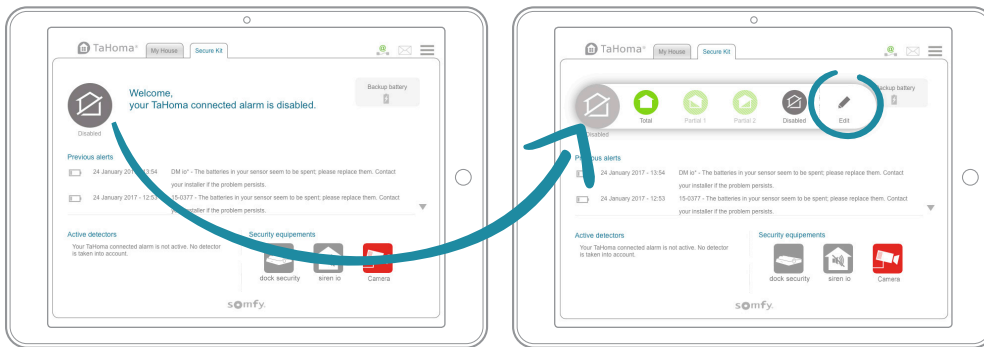 TaHoma®
My House
Secure Kit
@
Welcome,
your TaHoma connected alarm is disabled.
Backup battery
Disabled
Previous alerts
24 January 2017 - 13:54 DM io° - The batteries in your sensor seem to be spent; please replace them. Contact
your installer if the problem persists.
24 January 2017 - 12:53 15-0377 - The batteries in your sensor seem to be spent; please replace them. Contact
your installer if the problem persists.
Active detectors
Your TaHoma connected alarm is not active. No detector
is taken into account.
Security equipements
dock security
siren io
Camera
somfy.
TaHoma®
My House
Secure Kit
@
Total
Partial 1
Partial 2
Disabled
Edit
Backup battery
Disabled
Previous alerts
24 January 2017 - 13:54 DM io° - The batteries in your sensor seem to be spent; please replace them. Contact
your installer if the problem persists.
24 January 2017 - 12:53 15-0377 - The batteries in your sensor seem to be spent; please replace them. Contact
your installer if the problem persists.
Active detectors
Your TaHoma connected alarm is not active. No detector
is taken into account.
Security equipements
dock security
siren io
Camera
somfy.